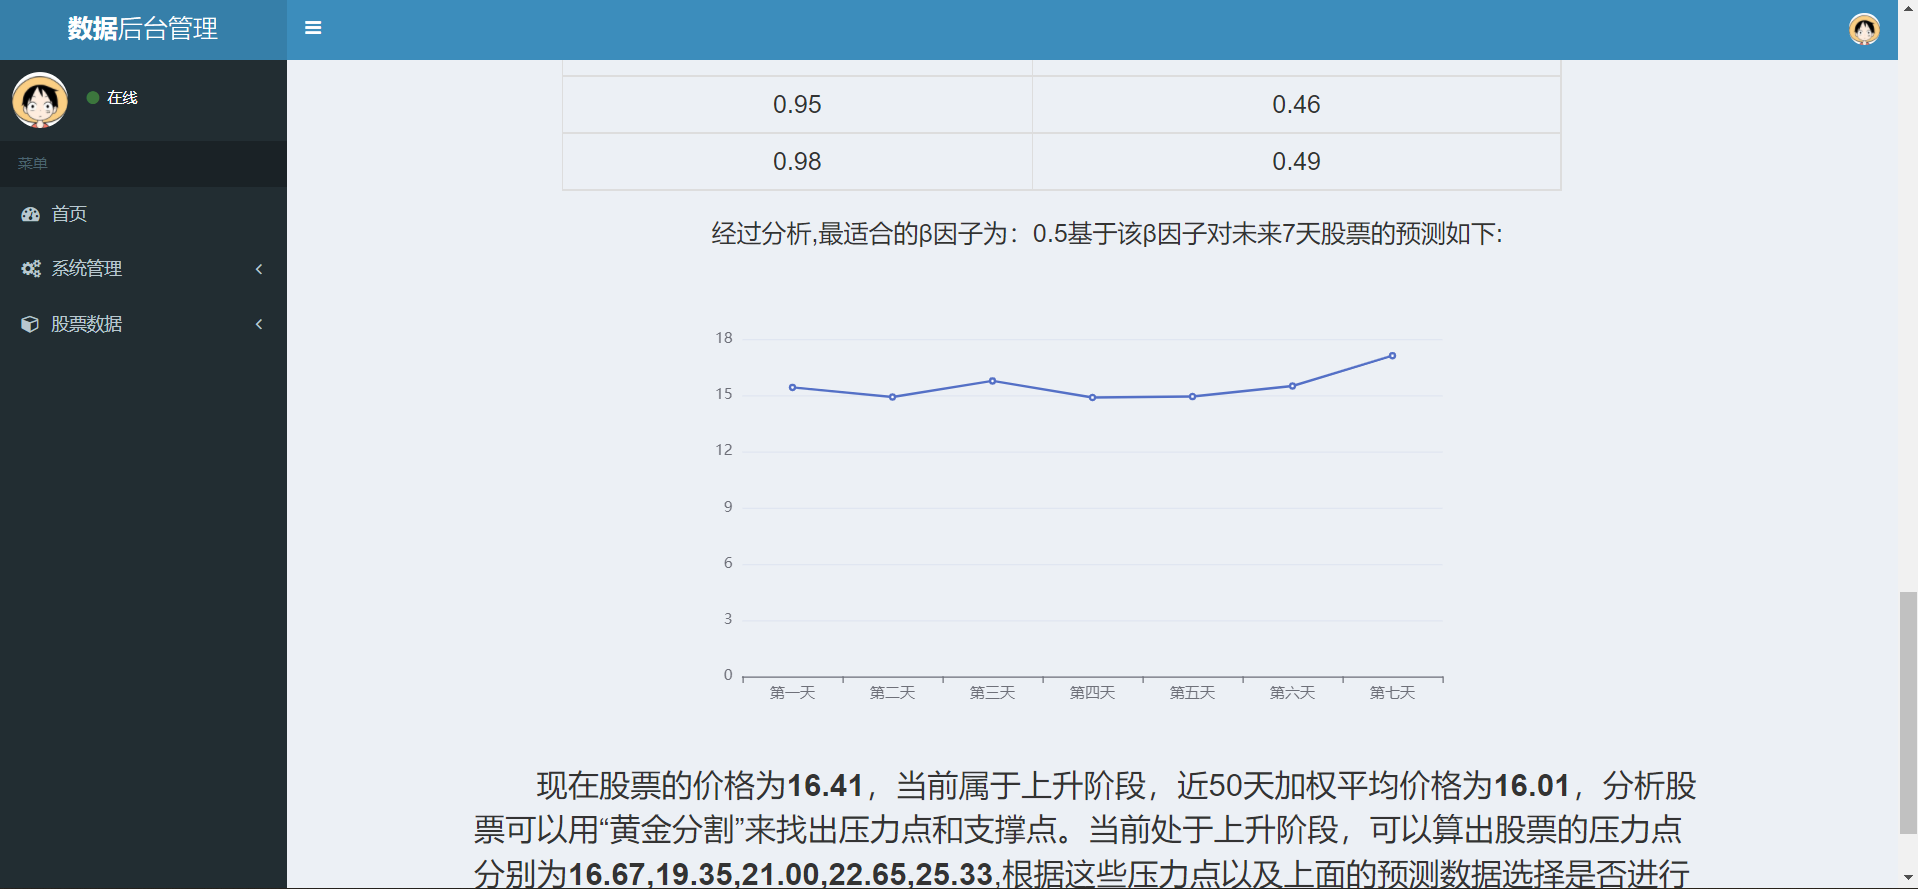 数据后台管理
在线
菜单
首页
系统管理
股票数据
0.95 0.46
0.98 0.49
经过分析,最适合的β因子为：0.5基于该β因子对未来7天股票的预测如下:
18
15
12
9
6
3
0
第一天 第二天 第三天 第四天 第五天 第六天 第七天
现在股票的价格为16.41，当前属于上升阶段，近50天加权平均价格为16.01，分析股
票可以用“黄金分割”来找出压力点和支撑点。当前处于上升阶段，可以算出股票的压力点
分别为16.67,19.35,21.00,22.65,25.33,根据这些压力点以及上面的预测数据选择是否进行